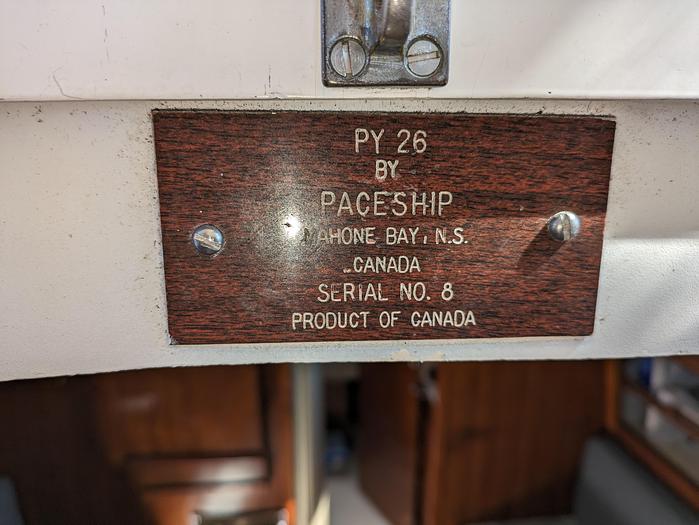 PY 26
BY
PACESHIP
MAHONE BAY, N.S.
CANADA
SERIAL NO. 8
PRODUCT OF CANADA